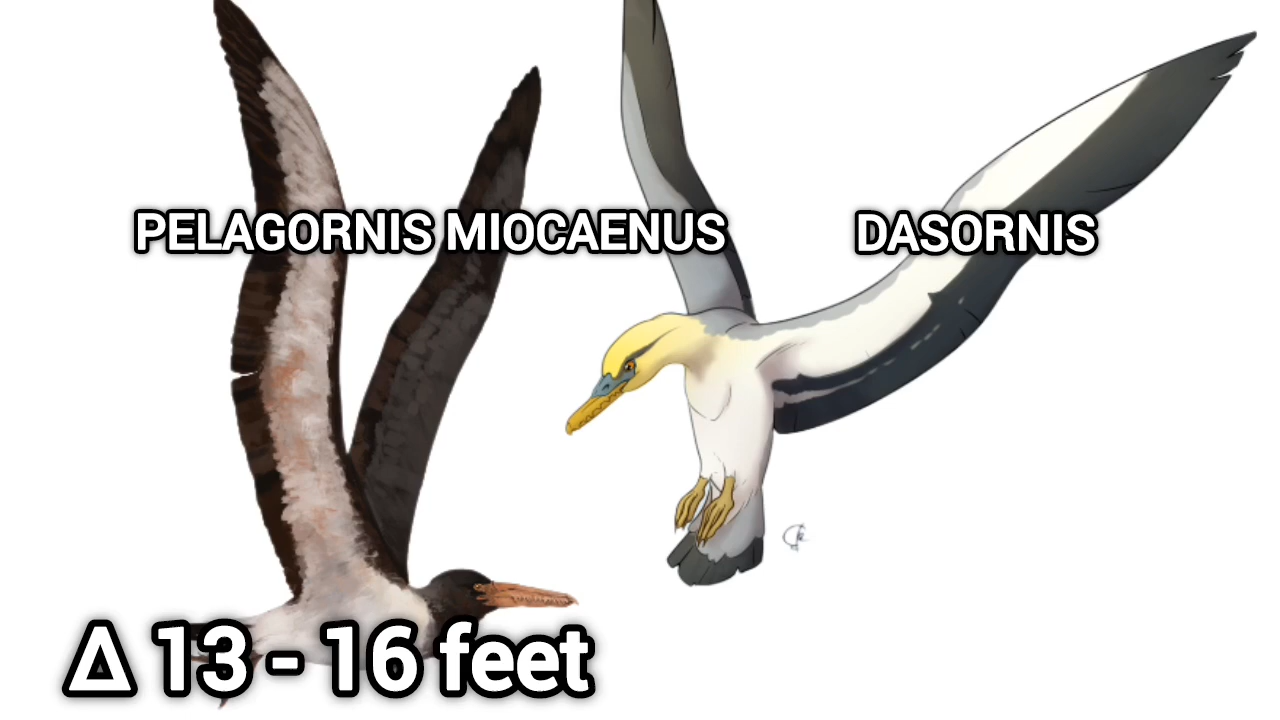 PELAGORNIS MIOCAENUS
DASORNIS
Δ 13 - 16 feet